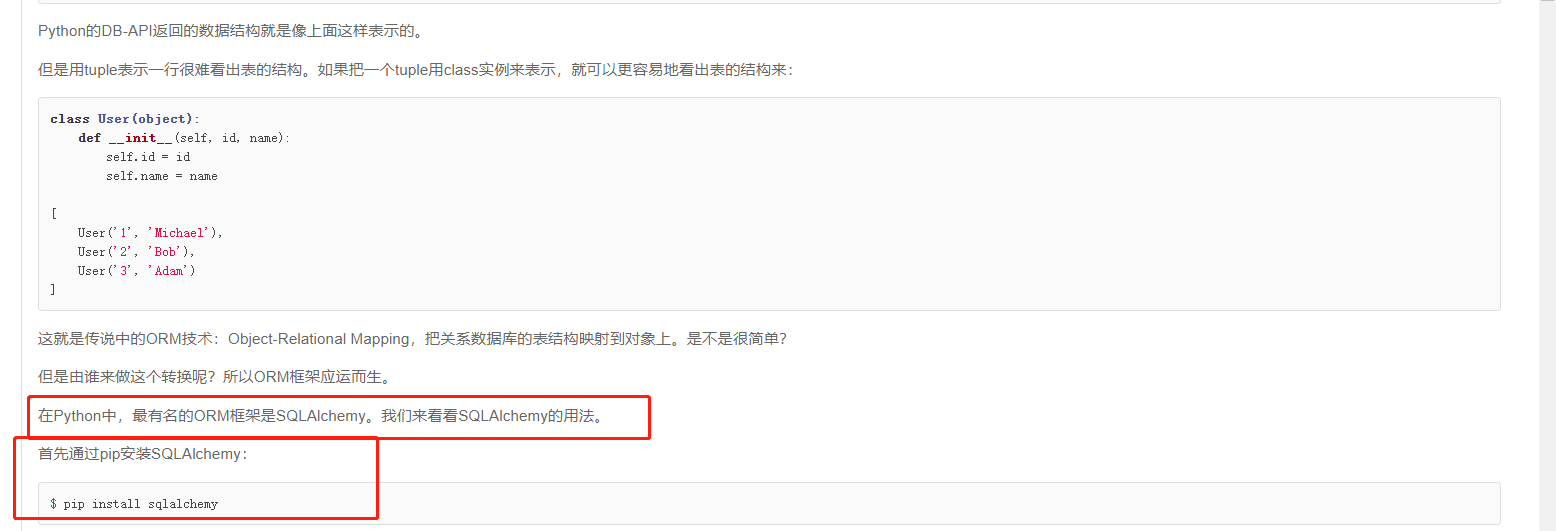 Python的DB-API返回的数据结构就是像上面这样表示的。
但是用tuple表示一行很难看出表的结构。如果把一个tuple用class实例来表示，就可以更容易地看出表的结构来：
class User(object):
    def __init__(self, id, name):
        self.id = id
        self.name = name
[
    User('1', 'Michael'),
    User('2', 'Bob'),
    User('3', 'Adam')
]
这就是传说中的ORM技术：Object-Relational Mapping，把关系数据库的表结构映射到对象上。是不是很简单？
但是由谁来做这个转换呢？所以ORM框架应运而生。
在Python中，最有名的ORM框架是SQLAlchemy。我们来看看SQLAlchemy的用法。
首先通过pip安装SQLAlchemy：
$ pip install sqlalchemy